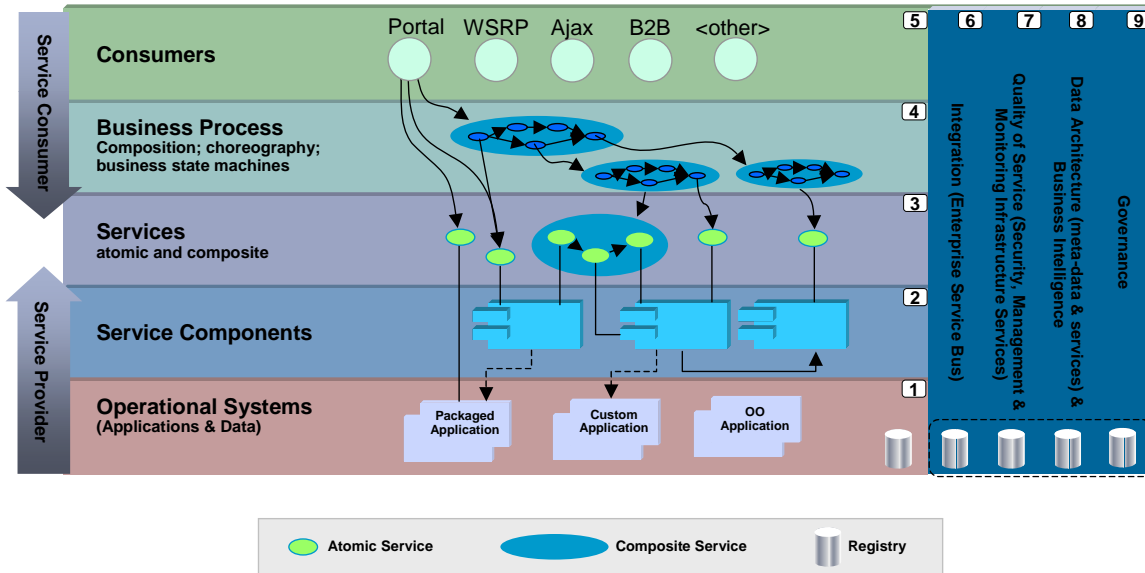 Service Consumer
Service Provider
Consumers
Portal
WSRP
Ajax
B2B
<other>
5
Business Process
Composition; choreography;
business state machines
4
Services
atomic and composite
3
Service Components
2
Operational Systems
(Applications & Data)
Packaged
Application
Custom
Application
OO
Application
1
6
Integration (Enterprise Service Bus)
7
Quality of Service (Security, Management &
Monitoring Infrastructure Services)
8
Data Architecture (meta-data & services) &
Business Intelligence
9
Governance
Atomic Service
Composite Service
Registry